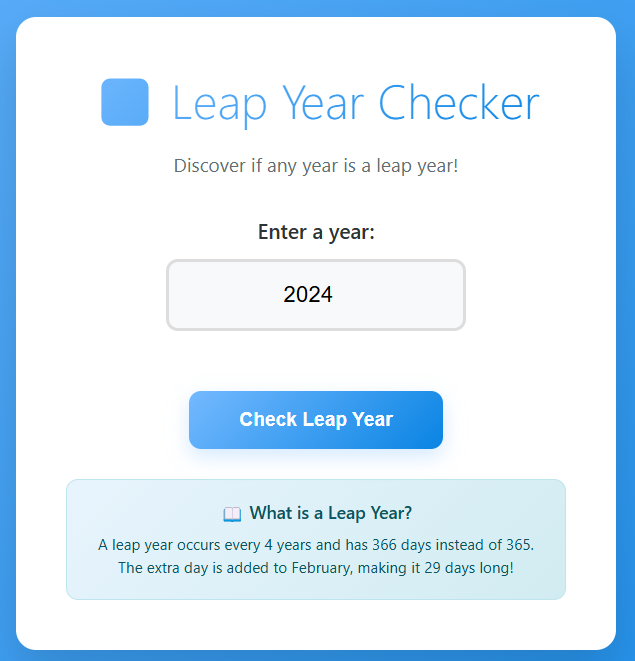 Leap Year Checker
Discover if any year is a leap year!
Enter a year:
2024
Check Leap Year
📖 What is a Leap Year?
A leap year occurs every 4 years and has 366 days instead of 365.
The extra day is added to February, making it 29 days long!